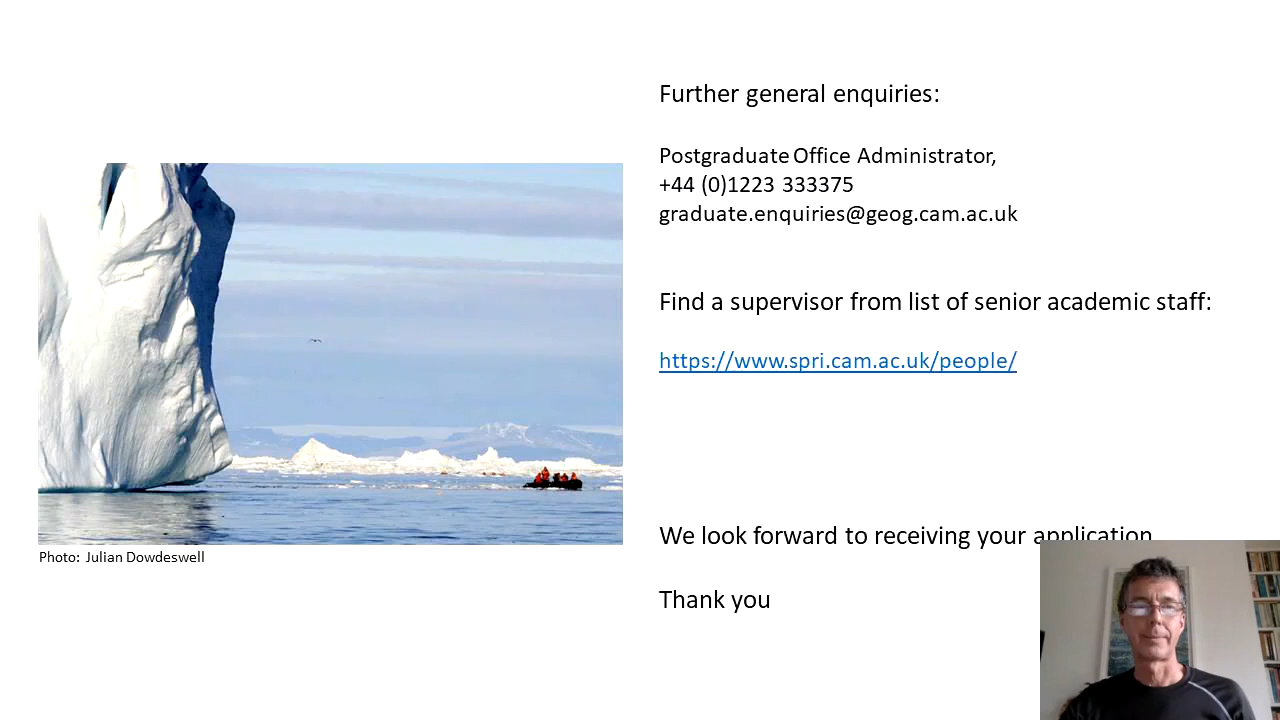 Further general enquiries:
Postgraduate Office Administrator,
+44 (0)1223 333375
graduate.enquiries@geog.cam.ac.uk
Find a supervisor from list of senior academic staff:
https://www.spri.cam.ac.uk/people/
We look forward to receiving your application
Thank you
Photo: Julian Dowdeswell